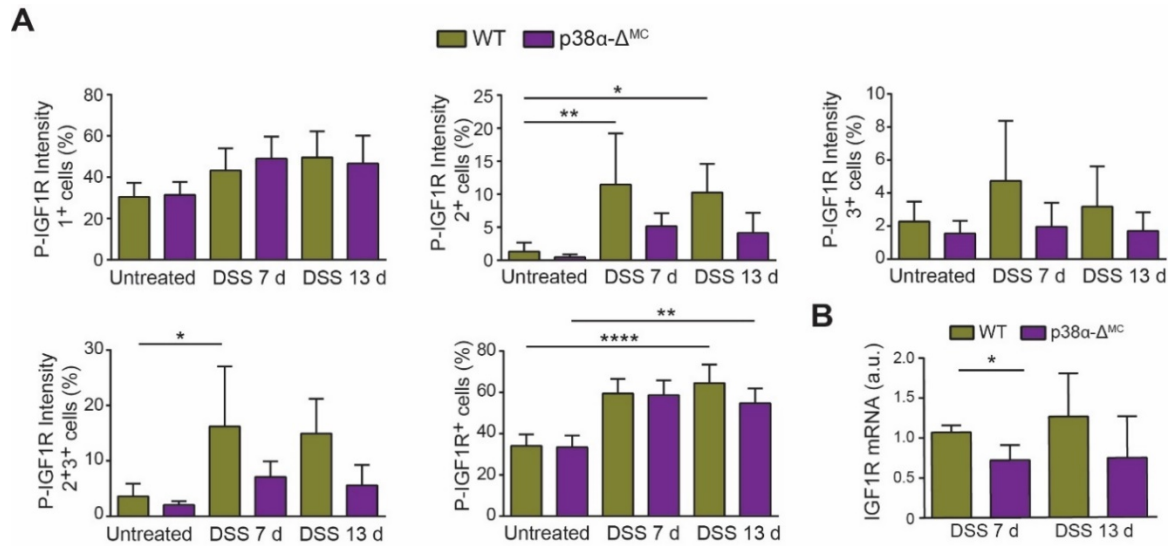 A
WT p38α-Δᴹᶜ
P-IGF1R Intensity
1⁺ cells (%)
80
60
40
20
0
Untreated DSS 7 d DSS 13 d
P-IGF1R Intensity
2⁺ cells (%)
25
20
15
10
5
0
*
**
Untreated DSS 7 d DSS 13 d
P-IGF1R Intensity
3⁺ cells (%)
10
8
6
4
2
0
Untreated DSS 7 d DSS 13 d
P-IGF1R Intensity
2⁺3⁺ cells (%)
30
20
10
0
*
Untreated DSS 7 d DSS 13 d
P-IGF1R⁺ cells (%)
80
60
40
20
0
**
****
Untreated DSS 7 d DSS 13 d
B
WT p38α-Δᴹᶜ
IGF1R mRNA (a.u.)
2.0
1.5
1.0
0.5
0
*
DSS 7 d DSS 13 d